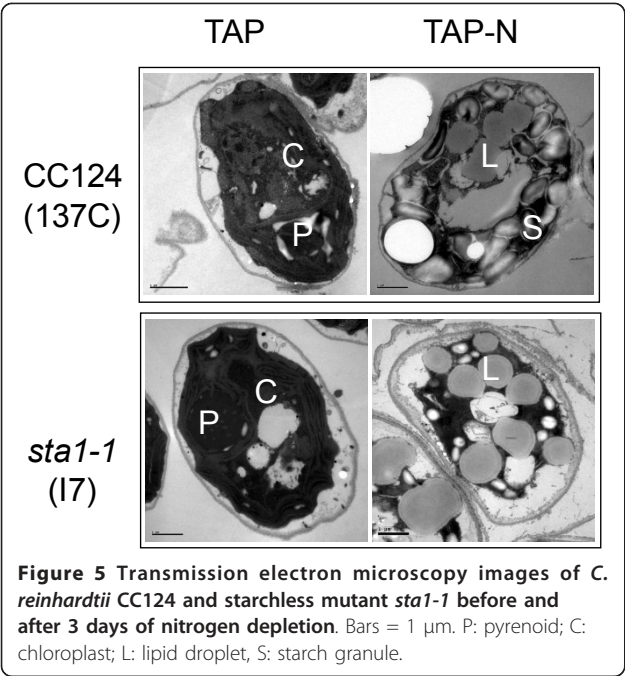 TAP TAP-N
CC124
(137C)
C
P
L
S
sta1-1
(I7)
P
C
L
Figure 5 Transmission electron microscopy images of C.
reinhardtii CC124 and starchless mutant sta1-1 before and
after 3 days of nitrogen depletion. Bars = 1 μm. P: pyrenoid; C:
chloroplast; L: lipid droplet, S: starch granule.